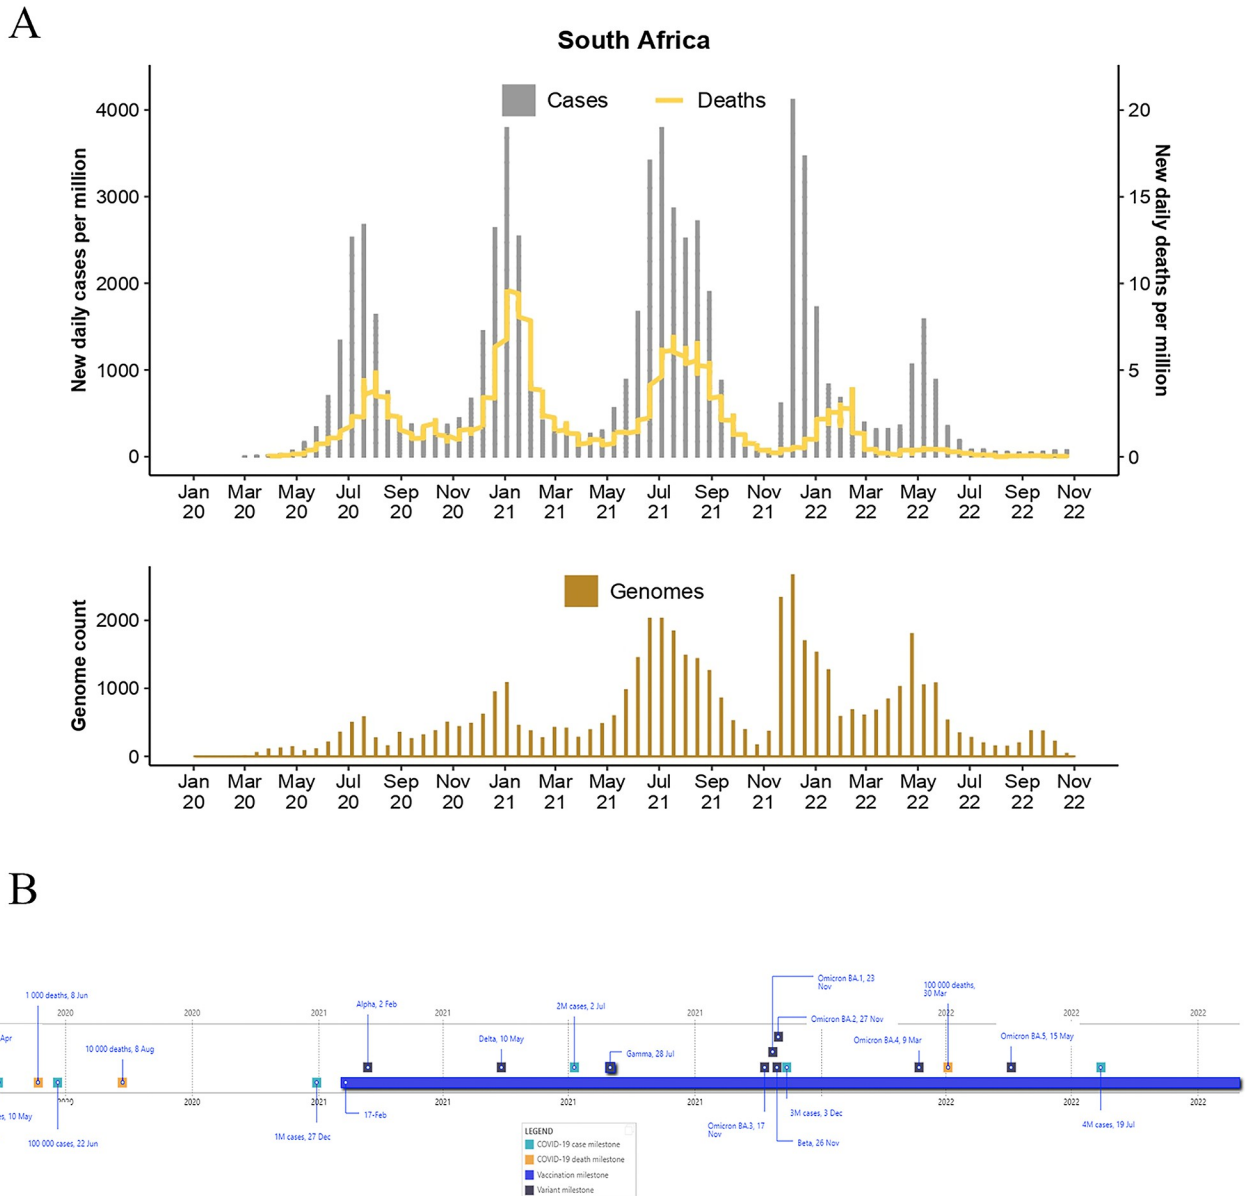 A
South Africa
Cases
Deaths
New daily cases per million
4000
3000
2000
1000
0
New daily deaths per million
20
15
10
5
0
Jan Mar May Jul Sep Nov Jan Mar May Jul Sep Nov Jan Mar May Jul Sep Nov
20 20 20 20 20 20 21 21 21 21 21 21 22 22 22 22 22 22
Genomes
Genome count
2000
1000
0
Jan Mar May Jul Sep Nov Jan Mar May Jul Sep Nov Jan Mar May Jul Sep Nov
20 20 20 20 20 20 21 21 21 21 21 21 22 22 22 22 22 22
B
Omicron BA.1, 23
Nov
1 000 deaths, 8 Jun
100 000 deaths,
30 Mar
Alpha, 2 Feb
2M cases, 2 Jul
2020 2020 2021 2021 2021 2021 2022 2022 2022
Omicron BA.2, 27 Nov
Apr
Delta, 10 May
Omicron BA.4, 9 Mar
Omicron BA.5, 15 May
10 000 deaths, 8 Aug
Gamma, 28 Jul
2020 2020 2021 2021 2021 2021 2022 2022 2022
es, 10 May
17-Feb
3M cases, 3 Dec
Omicron BA.3, 17
Nov
4M cases, 19 Jul
1M cases, 27 Dec
100 000 cases, 22 Jun
Beta, 26 Nov
LEGEND
COVID-19 case milestone
COVID-19 death milestone
Vaccination milestone
Variant milestone